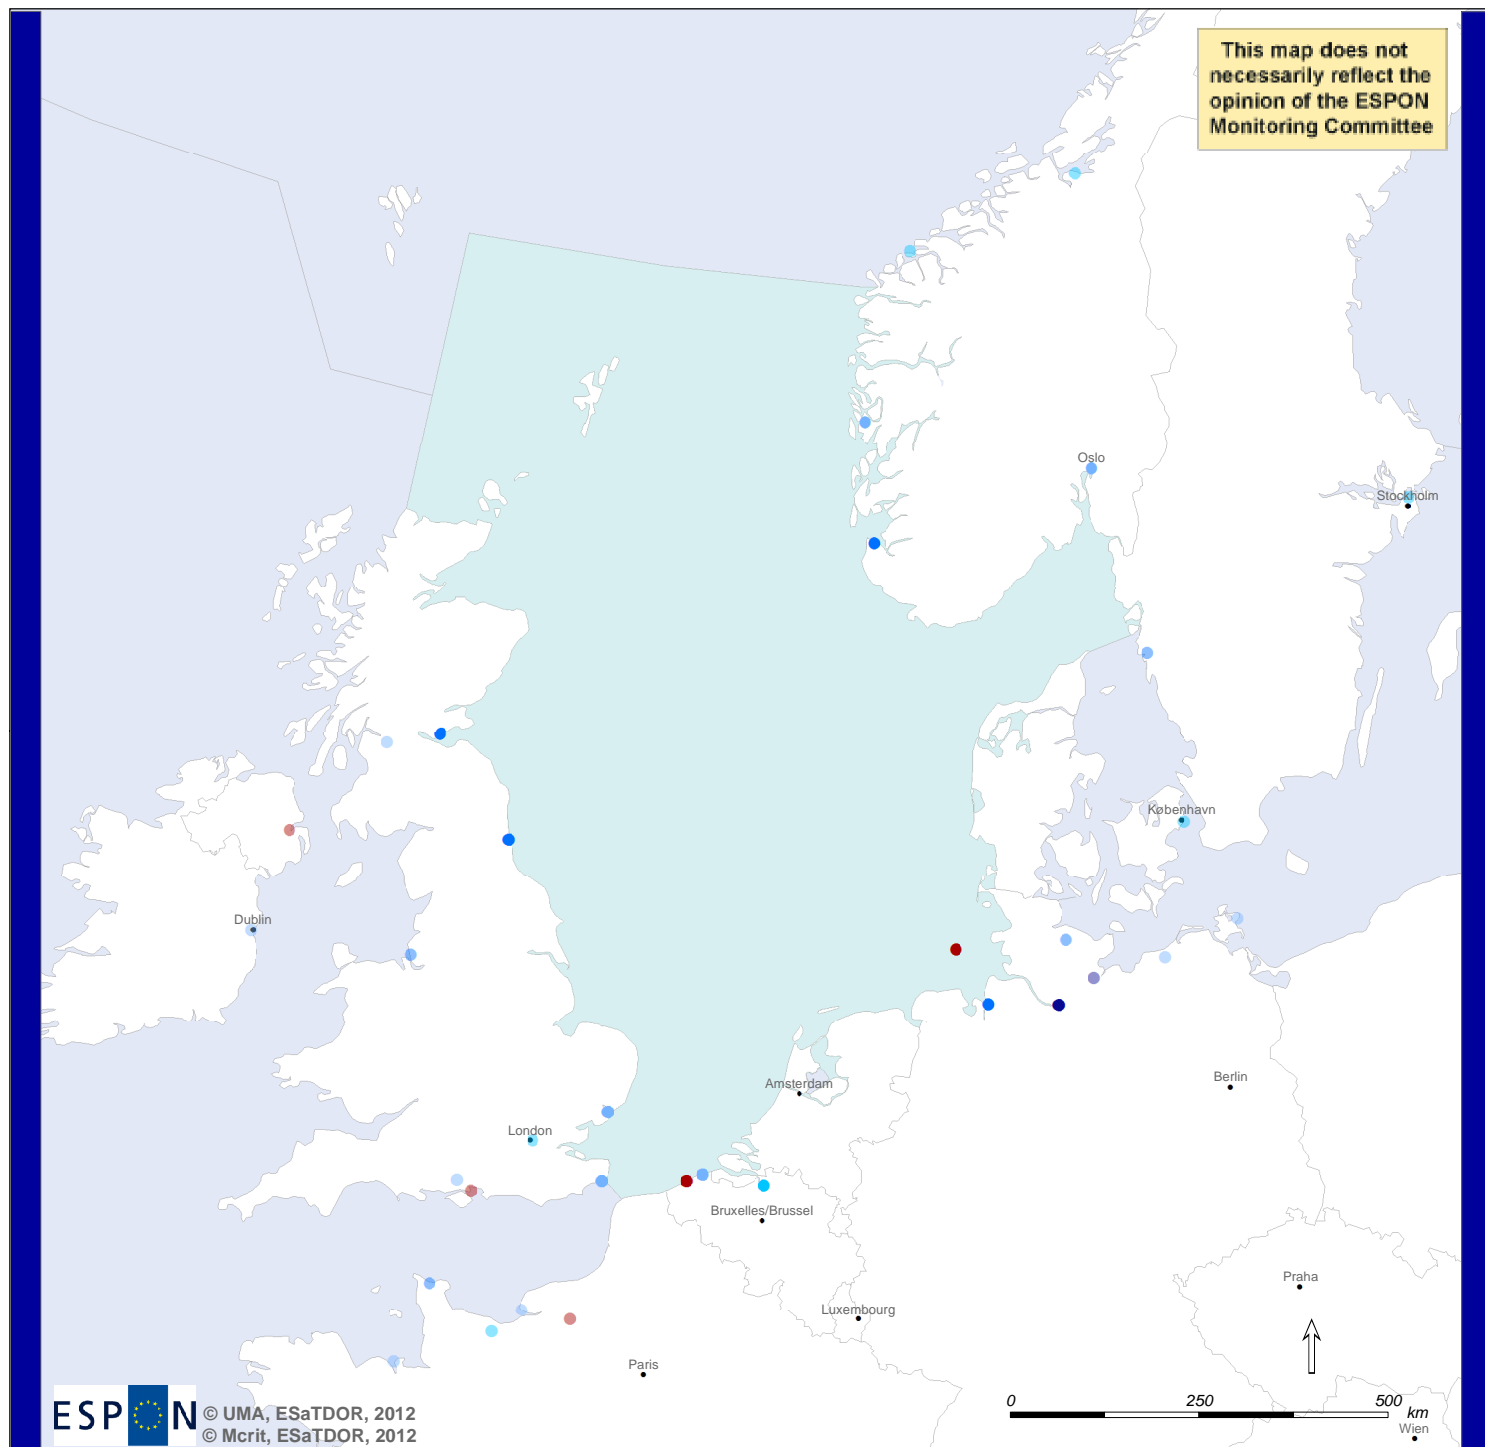 This map does not
necessarily reflect the
opinion of the ESPON
Monitoring Committee
Oslo
Stockholm
København
Dublin
Amsterdam
Berlin
London
Bruxelles/Brussel
Praha
Luxembourg
Paris
0 250 500
km
ESPON
© UMA, ESaTDOR, 2012
© Mcrit, ESaTDOR, 2012
Wien